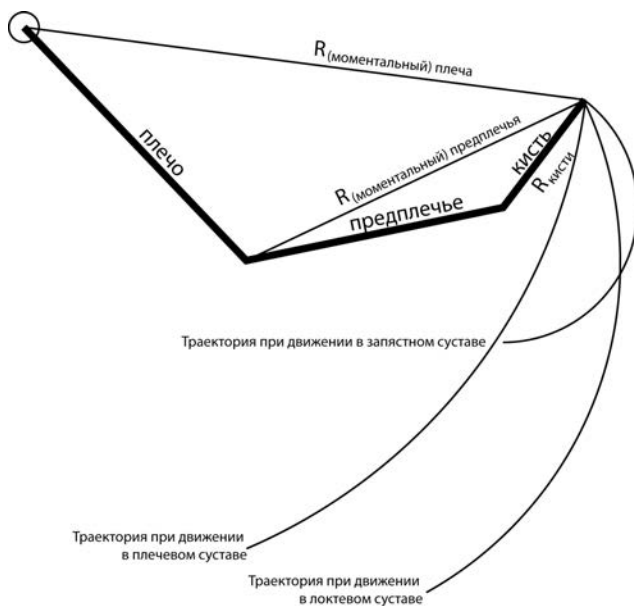 R(моментальный) плеча
плечо
R(моментальный) предплечья
кисть
R кисти
предплечье
Траектория при движении в запястном суставе
Траектория при движении
в плечевом суставе
Траектория при движении
в локтевом суставе